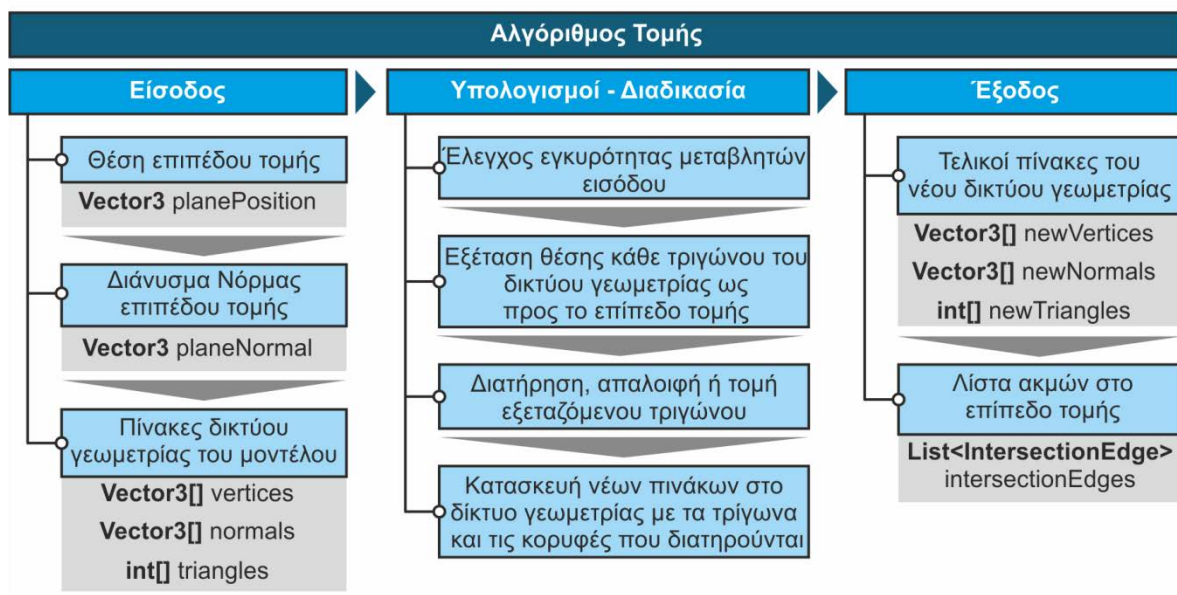 Αλγόριθμος Τομής
Είσοδος
Θέση επιπέδου τομής
Vector3 planePosition
Διάνυσμα Νόρμας
επιπέδου τομής
Vector3 planeNormal
Πίνακες δικτύου
γεωμετρίας του μοντέλου
Vector3[] vertices
Vector3[] normals
int[] triangles
Υπολογισμοί - Διαδικασία
Έλεγχος εγκυρότητας μεταβλητών
εισόδου
Εξέταση θέσης κάθε τριγώνου του
δικτύου γεωμετρίας ως
προς το επίπεδο τομής
Διατήρηση, απαλοιφή ή τομή
εξεταζόμενου τριγώνου
Κατασκευή νέων πινάκων στο
δίκτυο γεωμετρίας με τα τρίγωνα
και τις κορυφές που διατηρούνται
Έξοδος
Τελικοί πίνακες του
νέου δικτύου γεωμετρίας
Vector3[] newVertices
Vector3[] newNormals
int[] newTriangles
Λίστα ακμών στο
επίπεδο τομής
List<IntersectionEdge>
intersectionEdges